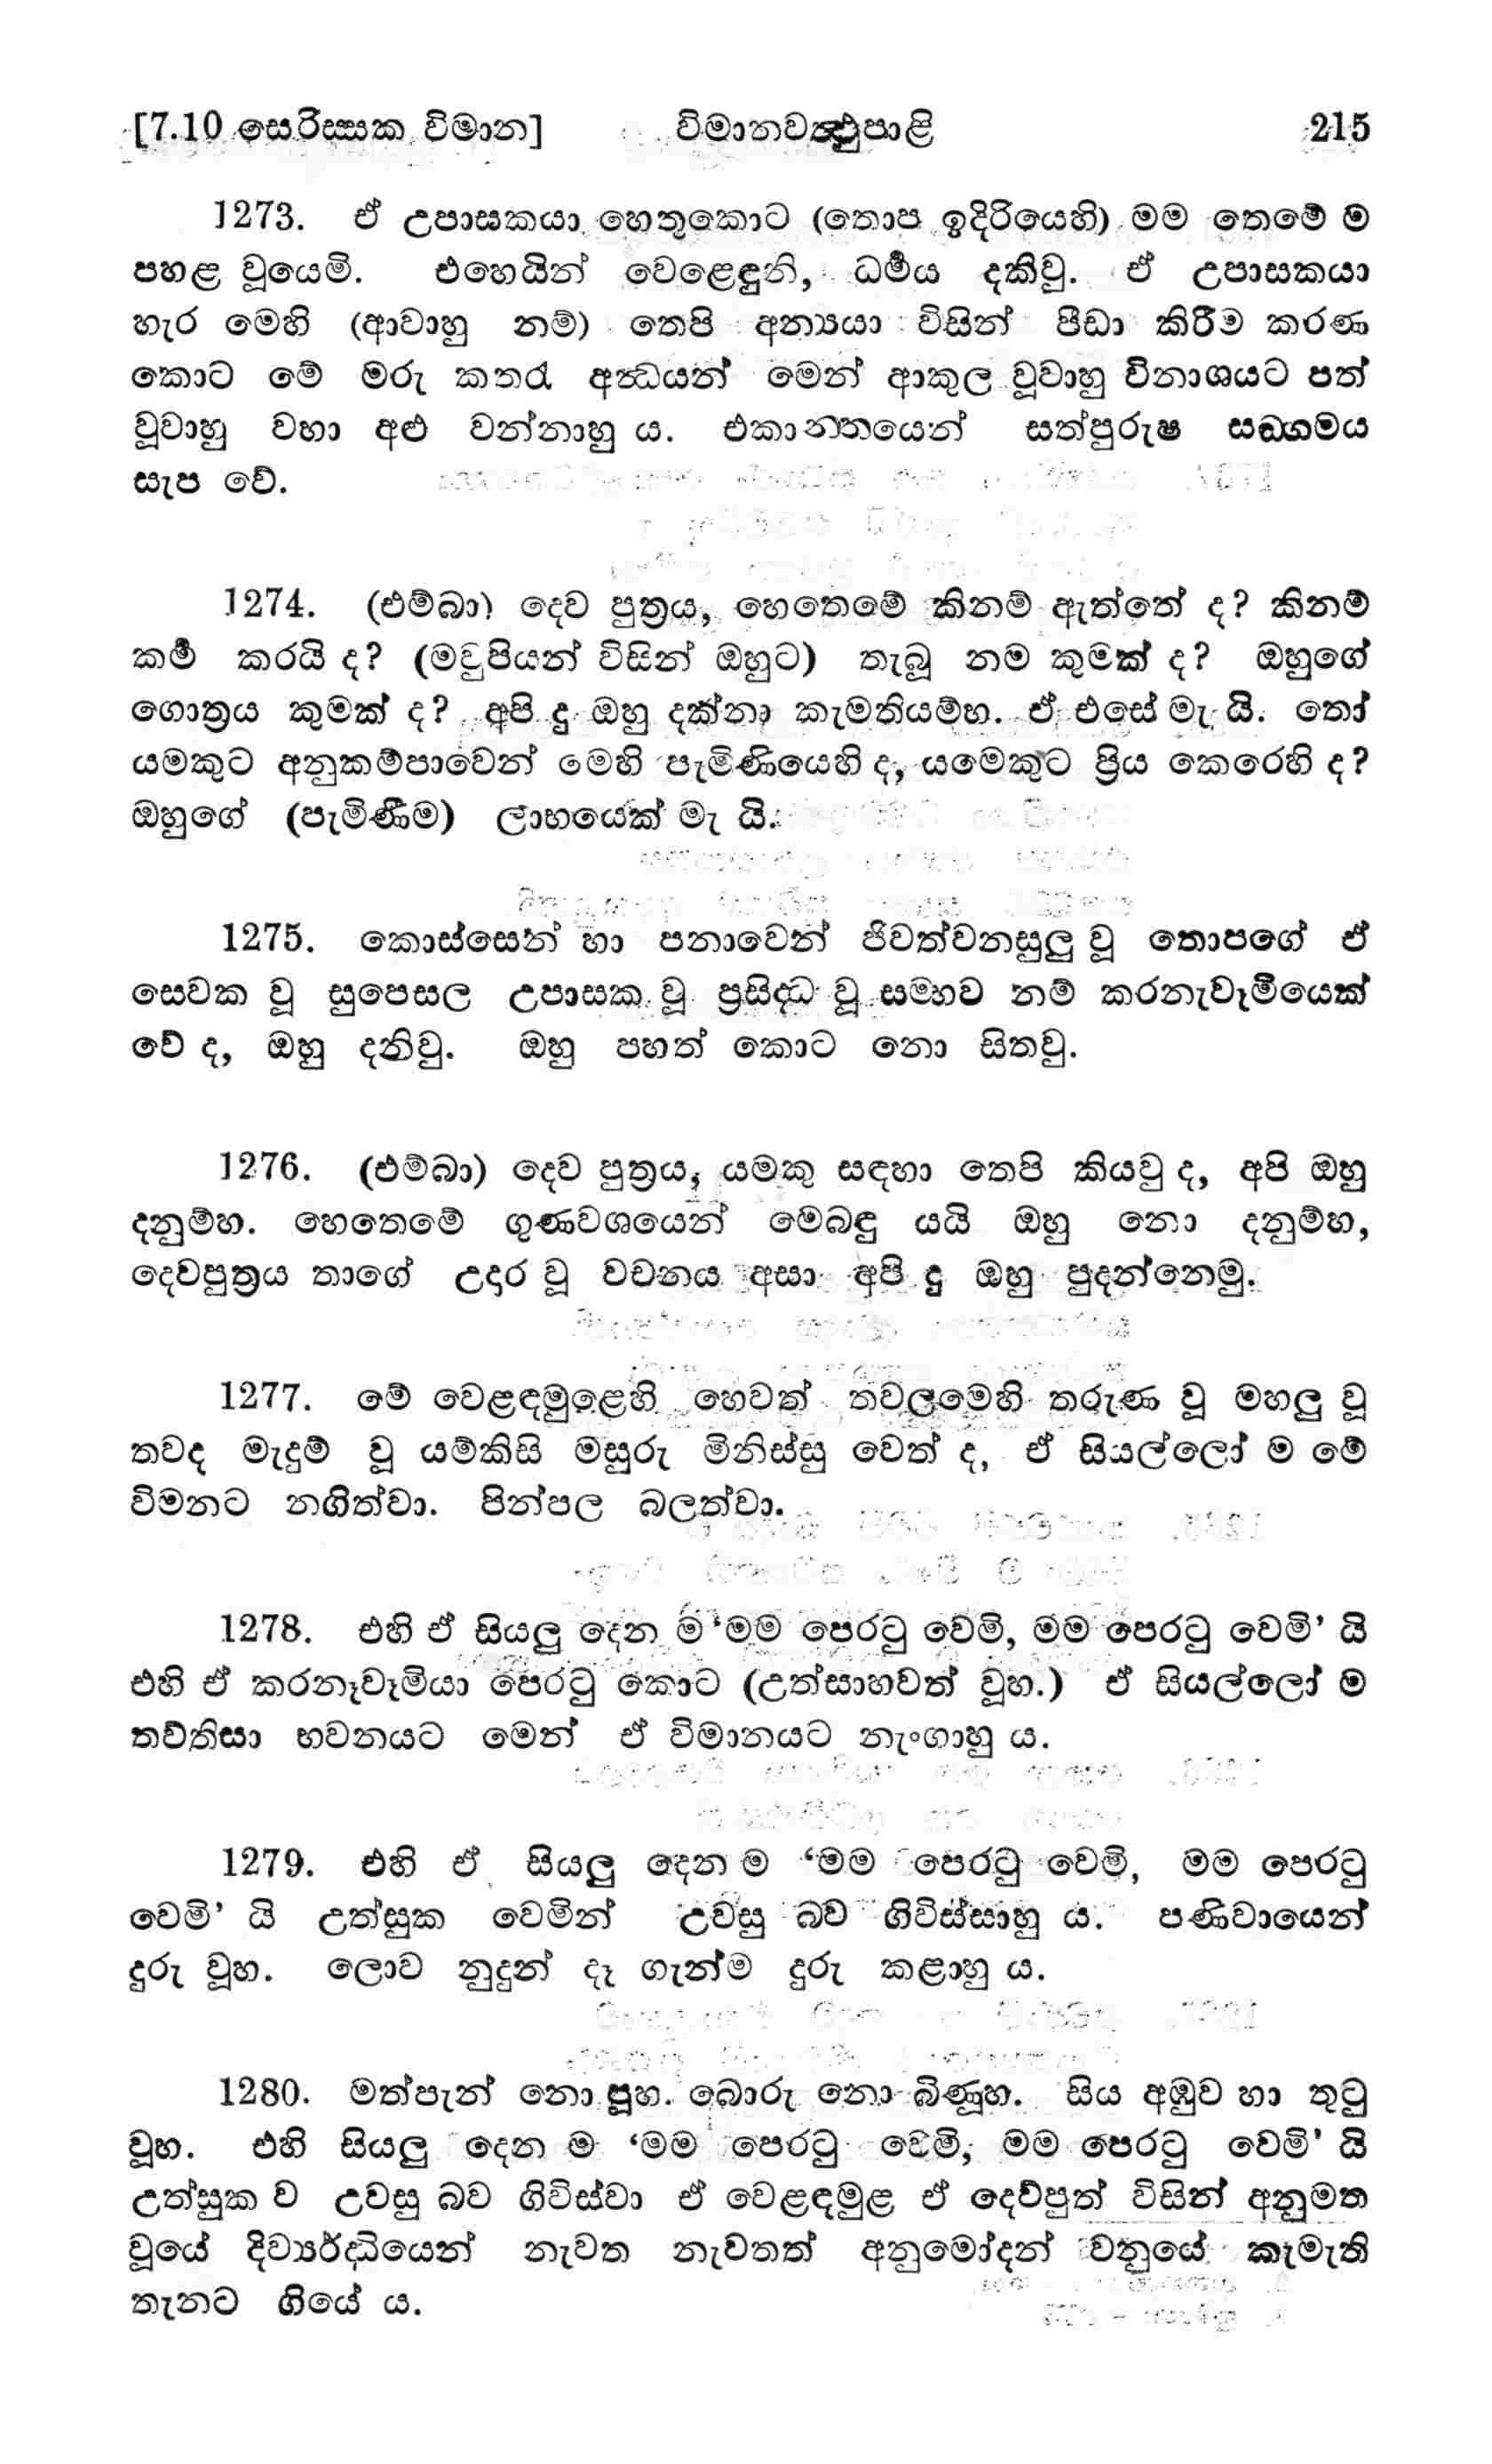 [7.10 සෙරිස්සක විමාන] විමානවත්‍ථුපාළි 215
1273. ඒ උපාසකයා හෙතුකොට (තොප ඉදිරියෙහි) මම තෙමේ ම
පහළ වූයෙමි. එහෙයින් වෙළෙඳුනි, ධර්‍මය දකිවු. ඒ උපාසකයා
හැර මෙහි (ආවාහු නම්) තෙපි අන්‍යයා විසින් පීඩා කිරීම කරණ
කොට මේ මරු කතරැ අන්‍ධයන් මෙන් ආකුල වූවාහු විනාශයට පත්
වූවාහු වහා අළු වන්නාහු ය. එකාන්තයෙන් සත්පුරුෂ සඞ්ගමය
සැප වේ.
1274. (එම්බා) දෙව පුත්‍රය, හෙතෙමේ කිනම් ඇත්තේ ද? කිනම්
කර්‍ම කරයි ද? (මවුපියන් විසින් ඔහුට) තැබූ නම කුමක් ද? ඔහුගේ
ගොත්‍රය කුමක් ද? අපි දු ඔහු දක්නා කැමතියම්හ. ඒ එසේ මැ යි. තෝ
යමකුට අනුකම්පාවෙන් මෙහි පැමිණියෙහි ද, යමෙකුට ප්‍රිය කෙරෙහි ද?
ඔහුගේ (පැමිණීම) ලාභයෙක් මැ යි.
1275. කොස්සෙන් හා පනාවෙන් ජිවත්වනසුලු වූ තොපගේ ඒ
සෙවක වූ සුපෙසල උපාසක වූ ප්‍රසිද්ධ වූ සම්භව නම් කරනැවෑමියෙක්
වේ ද, ඔහු දනිවු. ඔහු පහත් කොට නො සිතවු.
1276. (එම්බා) දෙව පුත්‍රය, යමකු සඳහා තෙපි කියවු ද, අපි ඔහු
දනුම්හ. හෙතෙමේ ගුණවශයෙන් මෙබඳු යයි ඔහු නො දනුම්හ,
දෙවපුත්‍රය තාගේ උදාර වූ වචනය අසා අපි දු ඔහු පුදන්නෙමු.
1277. මේ වෙළඳමුළෙහි හෙවත් තවලමෙහි තරුණ වූ මහලු වූ
තවද මැදුම් වූ යම්කිසි මසුරු මිනිස්සු වෙත් ද, ඒ සියල්ලෝ ම මේ
විමනට නගිත්වා. පින්පල බලත්වා.
1278. එහි ඒ සියලු දෙන ම ‘මම පෙරටු වෙමි, මම පෙරටු වෙමි’ යි
එහි ඒ කරනෑවෑමියා පෙරටු කොට (උත්සාහවත් වූහ.) ඒ සියල්ලෝ ම
තව්තිසා භවනයට මෙන් ඒ විමානයට නැංගාහු ය.
1279. එහි ඒ සියලු දෙන ම ‘මම පෙරටු වෙමි, මම පෙරටු
වෙමි’ යි උත්සුක වෙමින් උවසු බව ගිවිස්සාහු ය. පණිවායෙන්
දුරු වූහ. ලොව නුදුන් දෑ ගැන්ම දුරු කළාහු ය.
1280. මත්පැන් නො පූහ. බොරු නො බිණූහ. සිය අඹුව හා තුටු
වූහ. එහි සියලු දෙන ම ‘මම පෙරටු වෙමි, මම පෙරටු වෙමි’ යි
උත්සුක ව උවසු බව ගිවිස්වා ඒ වෙළඳමුළ ඒ දෙව්පුත් විසින් අනුමත
වූයේ දිව්‍යර්ද්ධියෙන් නැවත නැවතත් අනුමෝදන් වනුයේ කැමැති
තැනට ගියේ ය.